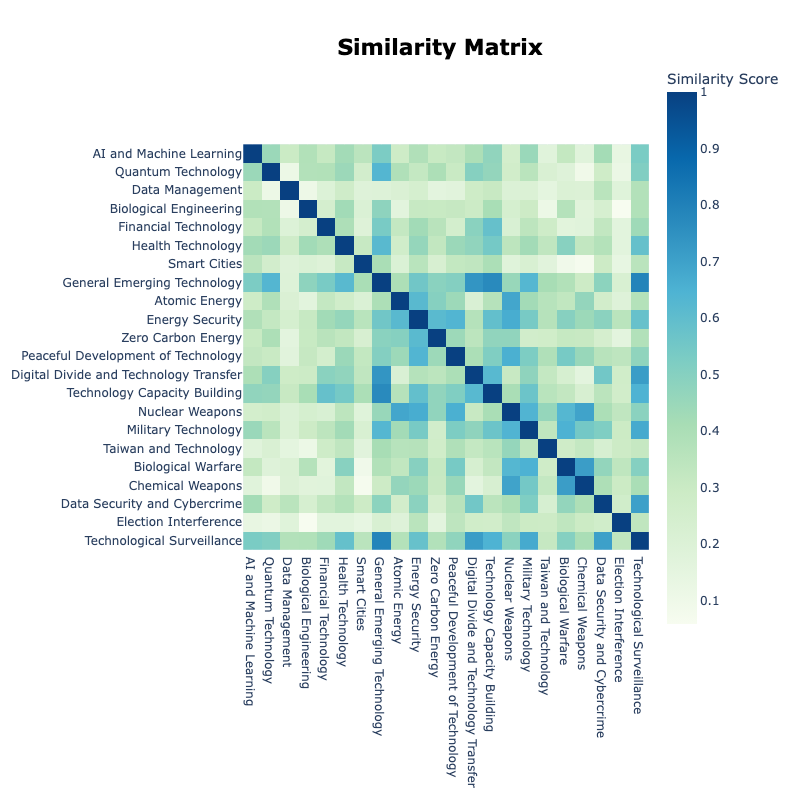 Similarity Matrix
Similarity Score
1
0.9
0.8
0.7
0.6
0.5
0.4
0.3
0.2
0.1
AI and Machine Learning
Quantum Technology
Data Management
Biological Engineering
Financial Technology
Health Technology
Smart Cities
General Emerging Technology
Atomic Energy
Energy Security
Zero Carbon Energy
Peaceful Development of Technology
Digital Divide and Technology Transfer
Technology Capacity Building
Nuclear Weapons
Military Technology
Taiwan and Technology
Biological Warfare
Chemical Weapons
Data Security and Cybercrime
Election Interference
Technological Surveillance
AI and Machine Learning
Quantum Technology
Data Management
Biological Engineering
Financial Technology
Health Technology
Smart Cities
General Emerging Technology
Atomic Energy
Energy Security
Zero Carbon Energy
Peaceful Development of Technology
Digital Divide and Technology Transfer
Technology Capacity Building
Nuclear Weapons
Military Technology
Taiwan and Technology
Biological Warfare
Chemical Weapons
Data Security and Cybercrime
Election Interference
Technological Surveillance